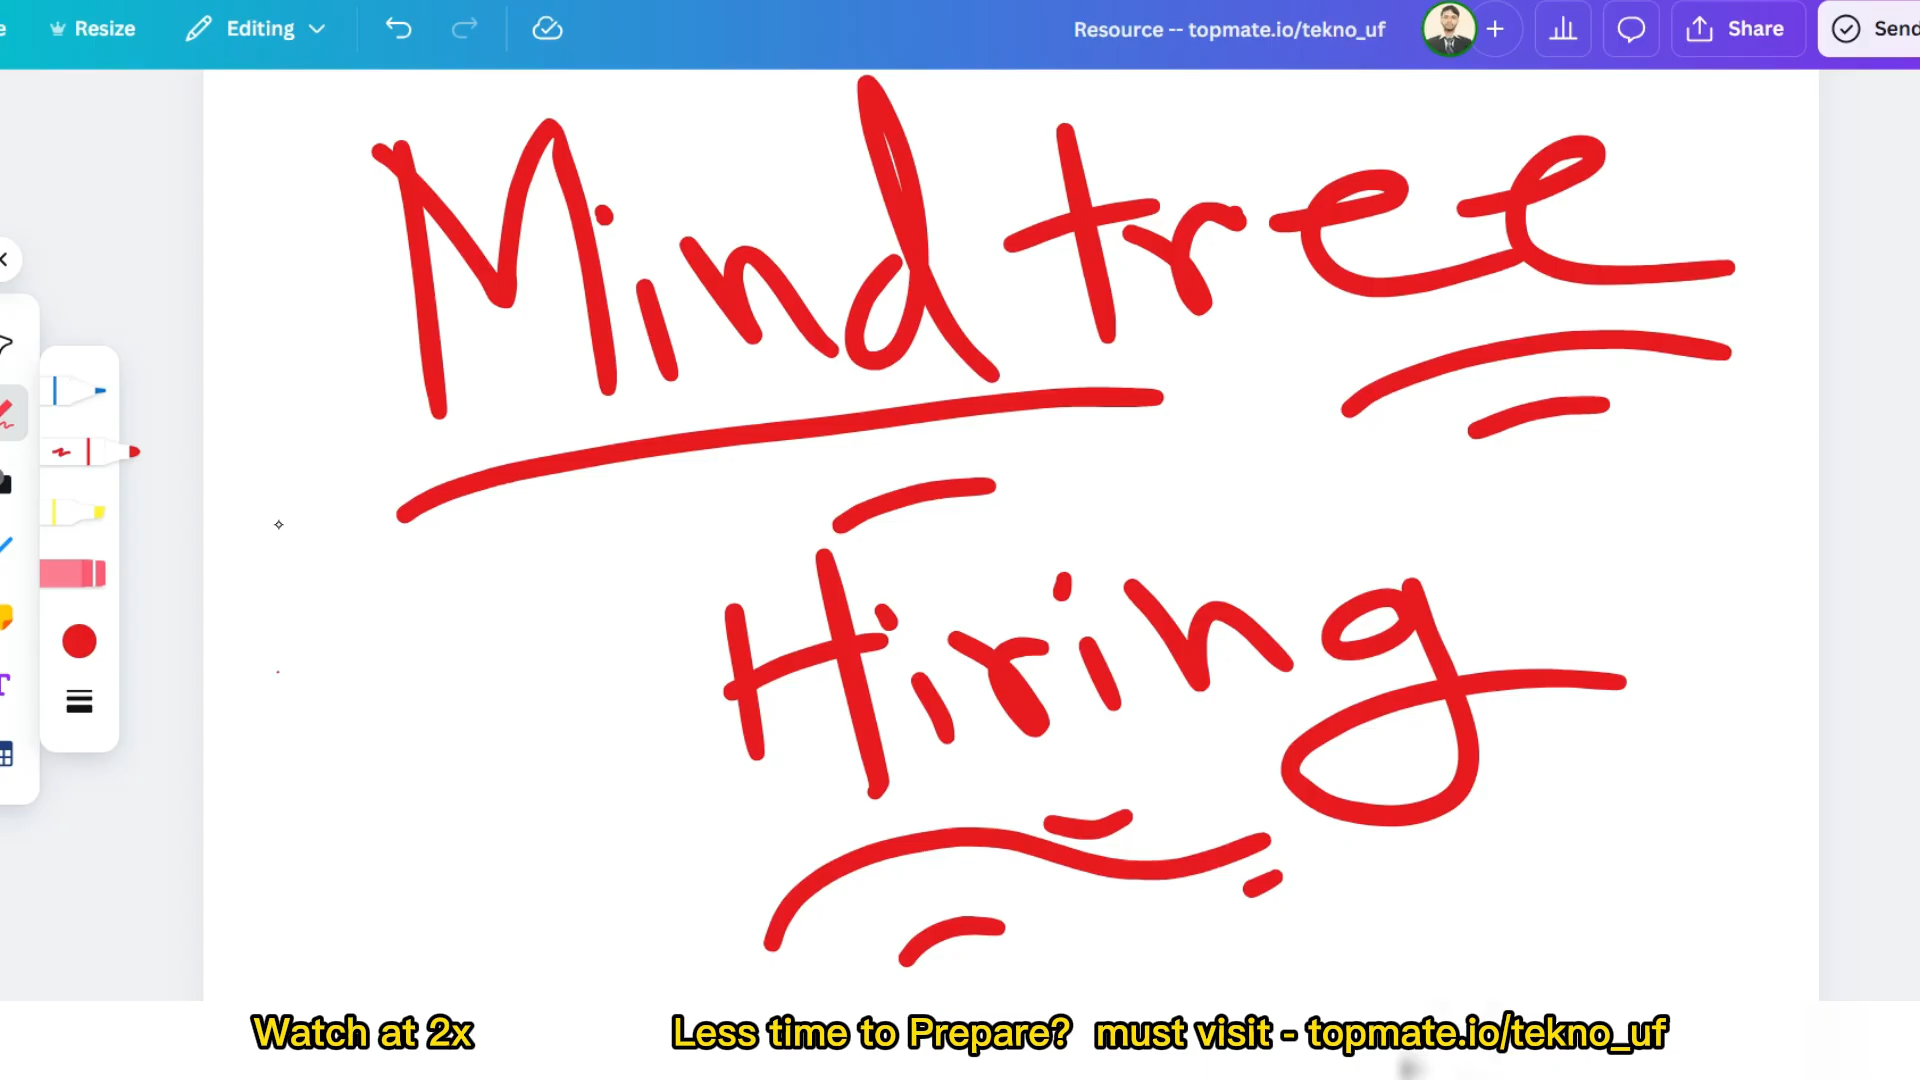 Resize Editing Resource -- topmate.io/tekno_uf Share Send
Mindtree
Hiring
Watch at 2x Less time to Prepare? must visit - topmate.io/tekno_uf